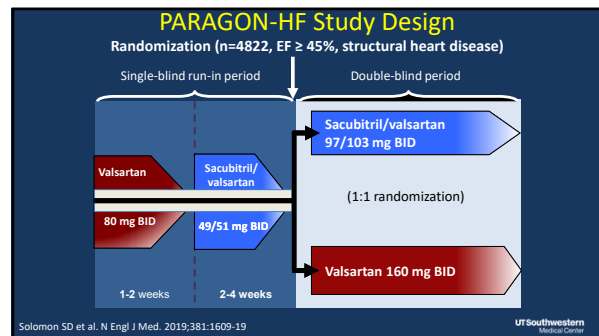 PARAGON-HF Study Design
Randomization (n=4822, EF ≥ 45%, structural heart disease)
Single-blind run-in period
Double-blind period
Valsartan
80 mg BID
Sacubitril/
valsartan
49/51 mg BID
Sacubitril/valsartan
97/103 mg BID
(1:1 randomization)
Valsartan 160 mg BID
1-2 weeks
2-4 weeks
Solomon SD et al. N Engl J Med. 2019;381:1609-19
UTSouthwestern
Medical Center